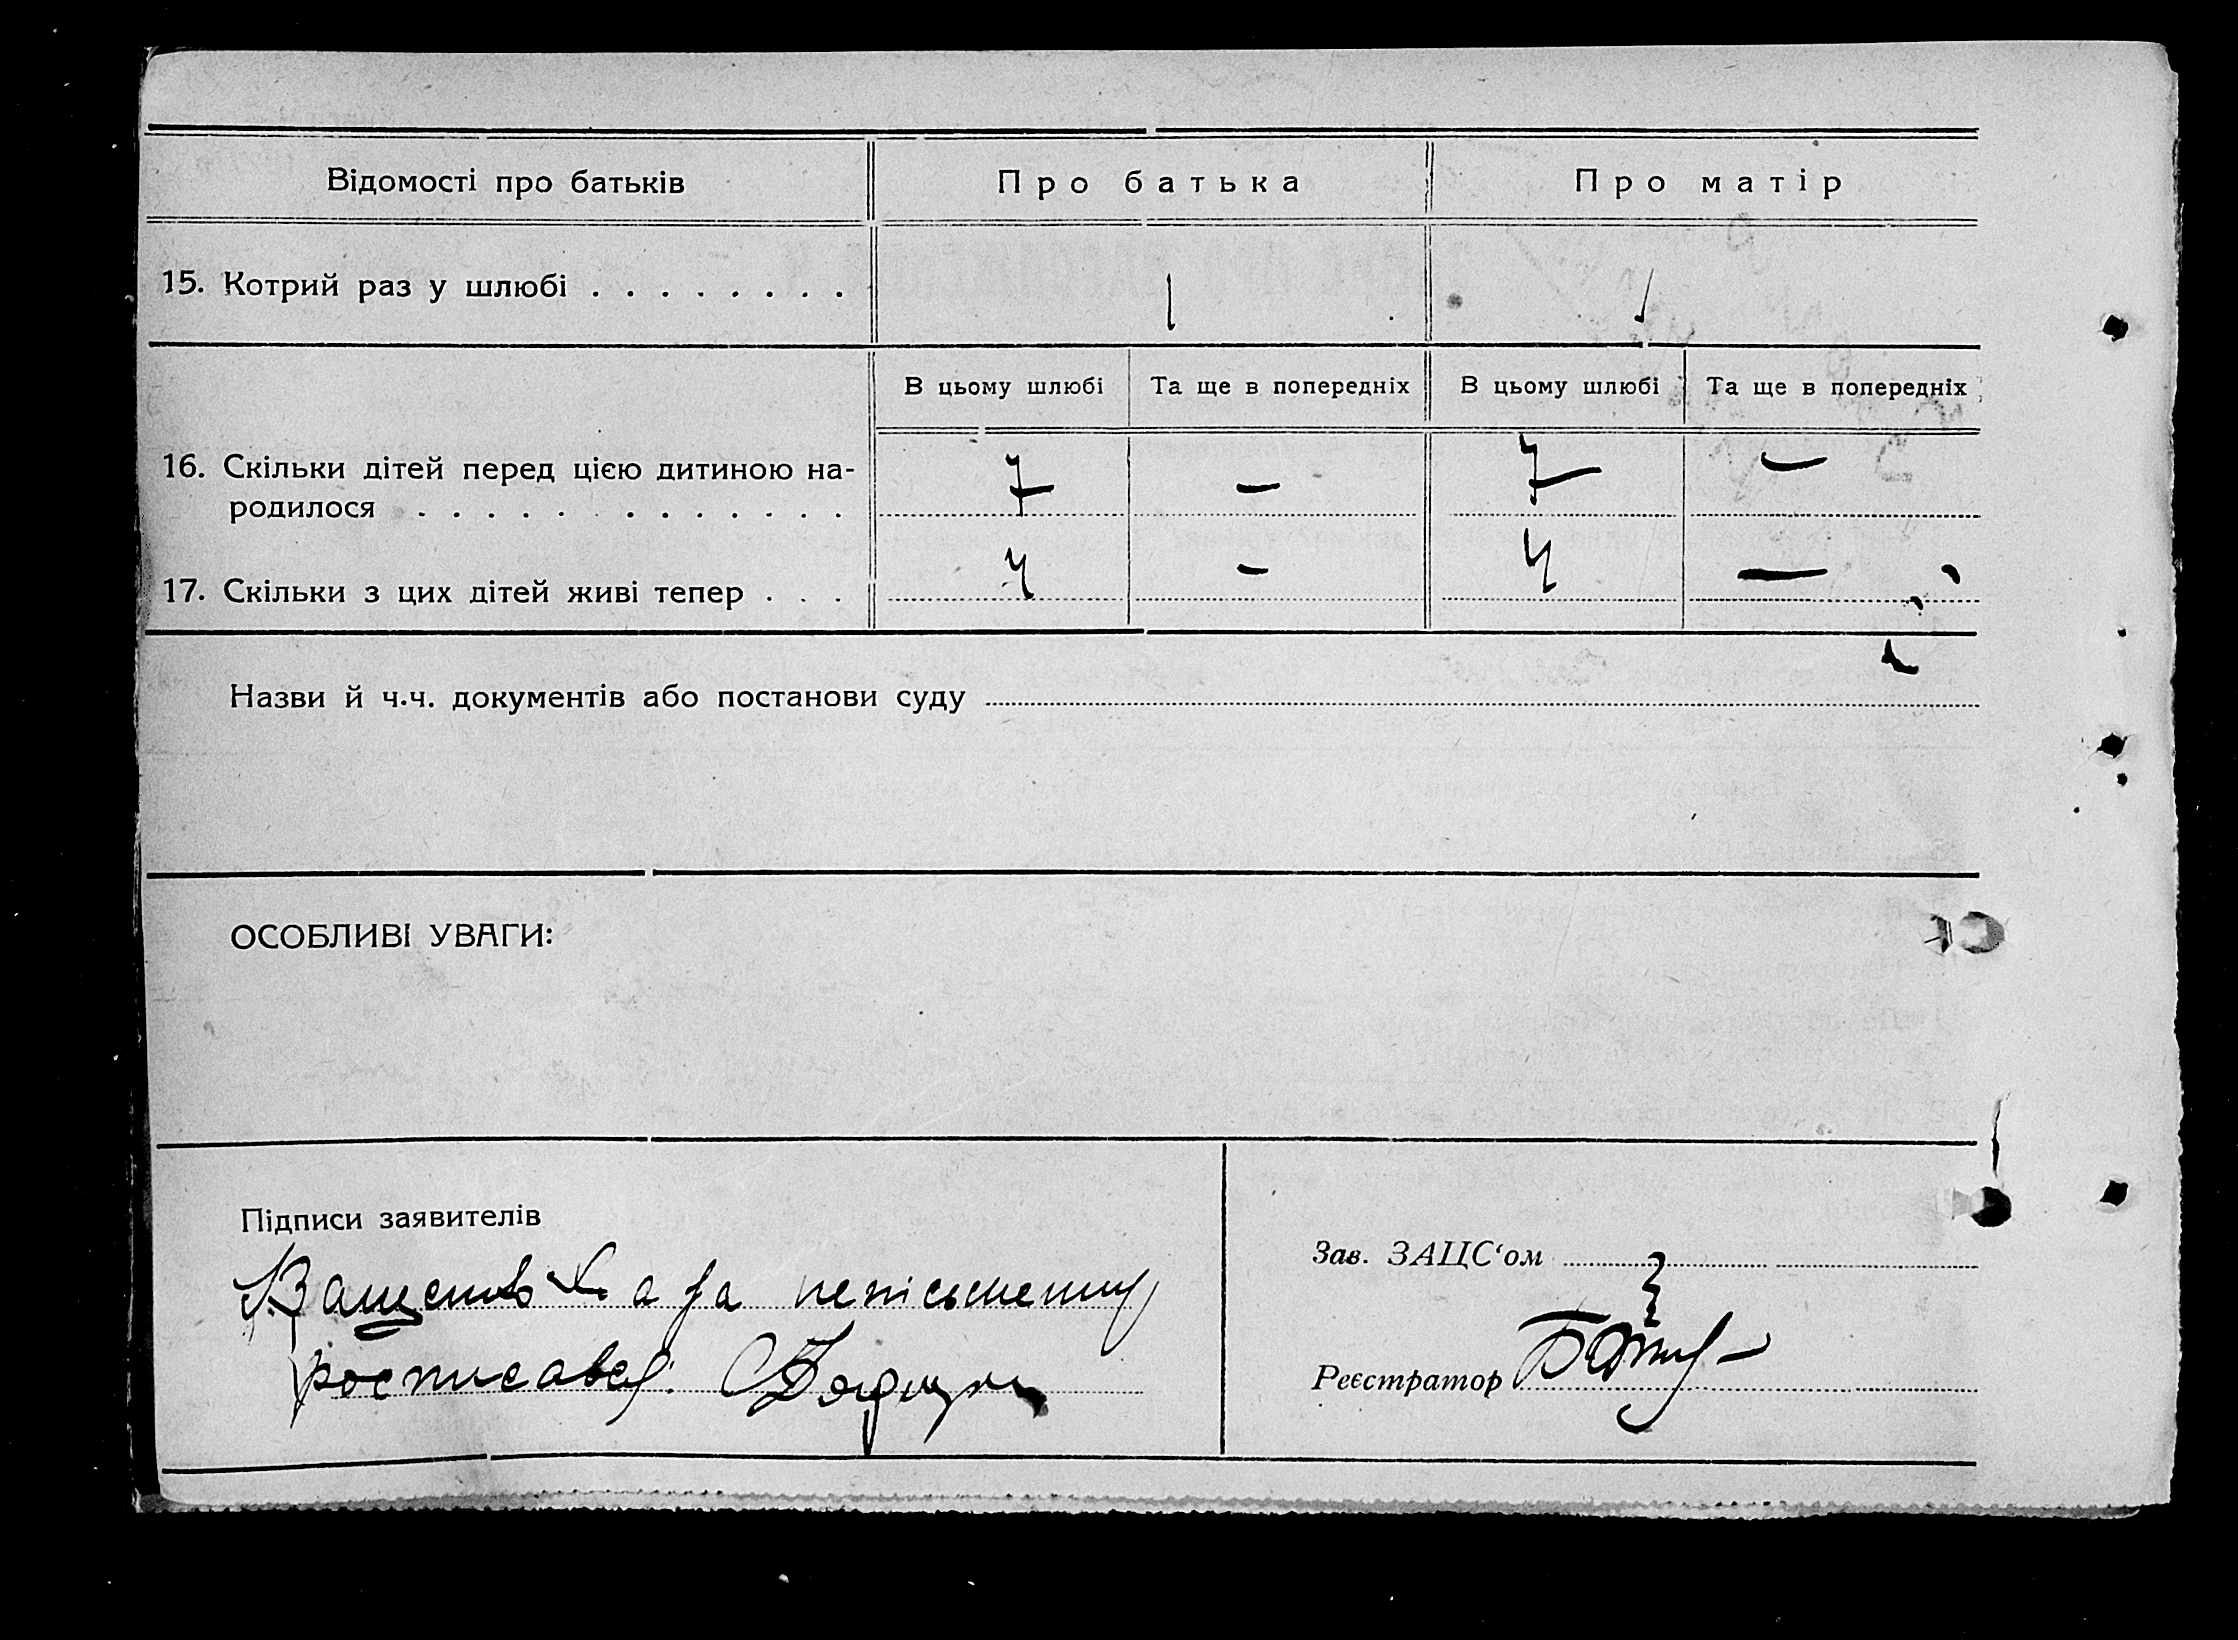 Відомості про батьків Про батька Про матір
15. Котрий раз у шлюбі . . . . . . . . 1 1
В цьому шлюбі Та ще в попередніх В цьому шлюбі Та ще в попередніх
16. Скільки дітей перед цією дитиною на-
родилося . . . . . . . . . . . . . 7 — 7 —
17. Скільки з цих дітей живі тепер . . . 4 — 4 —
Назви й ч.ч. документів або постанови суду
ОСОБЛИВІ УВАГИ:
Підписи заявителів
а за неписьменну
росписався:
Зав. ЗАЦС‘ом
Реєстратор